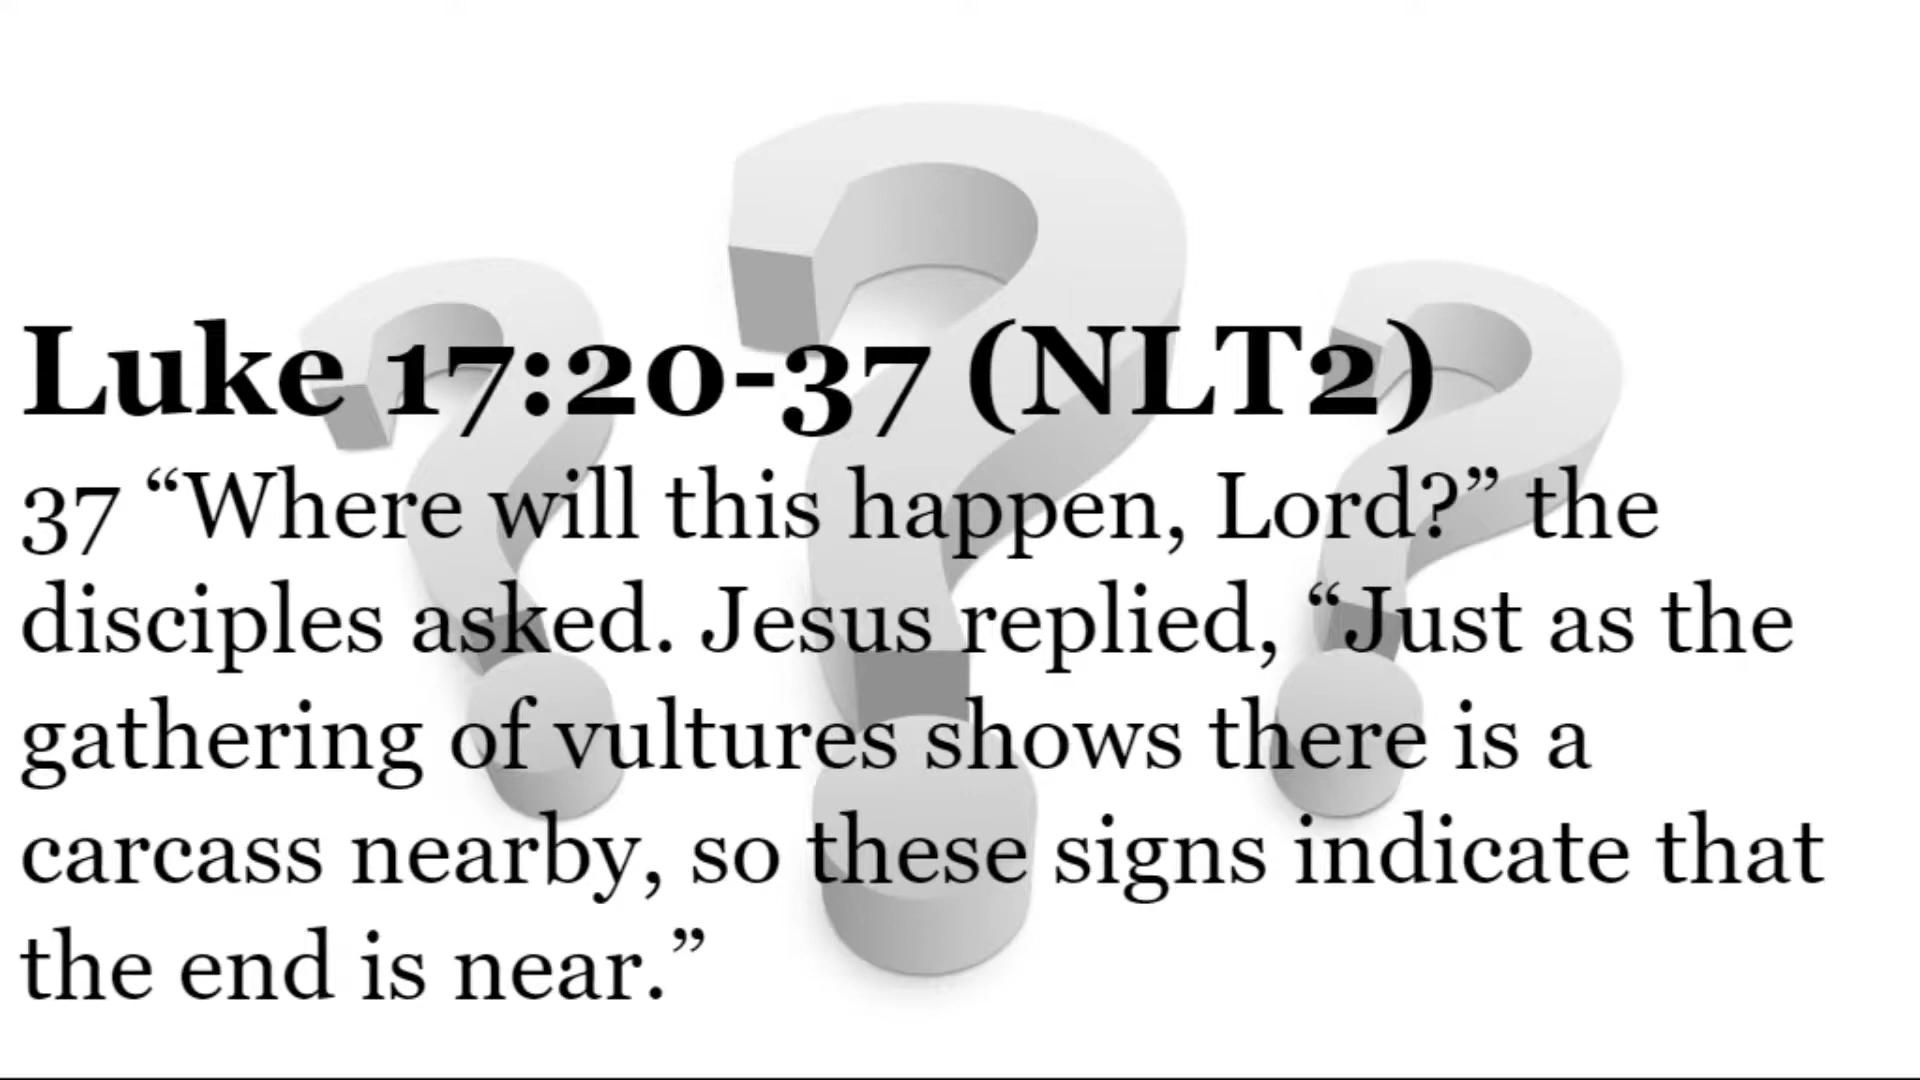 Luke 17:20-37 (NLT2)
37 “Where will this happen, Lord?” the
disciples asked. Jesus replied, “Just as the
gathering of vultures shows there is a
carcass nearby, so these signs indicate that
the end is near.”